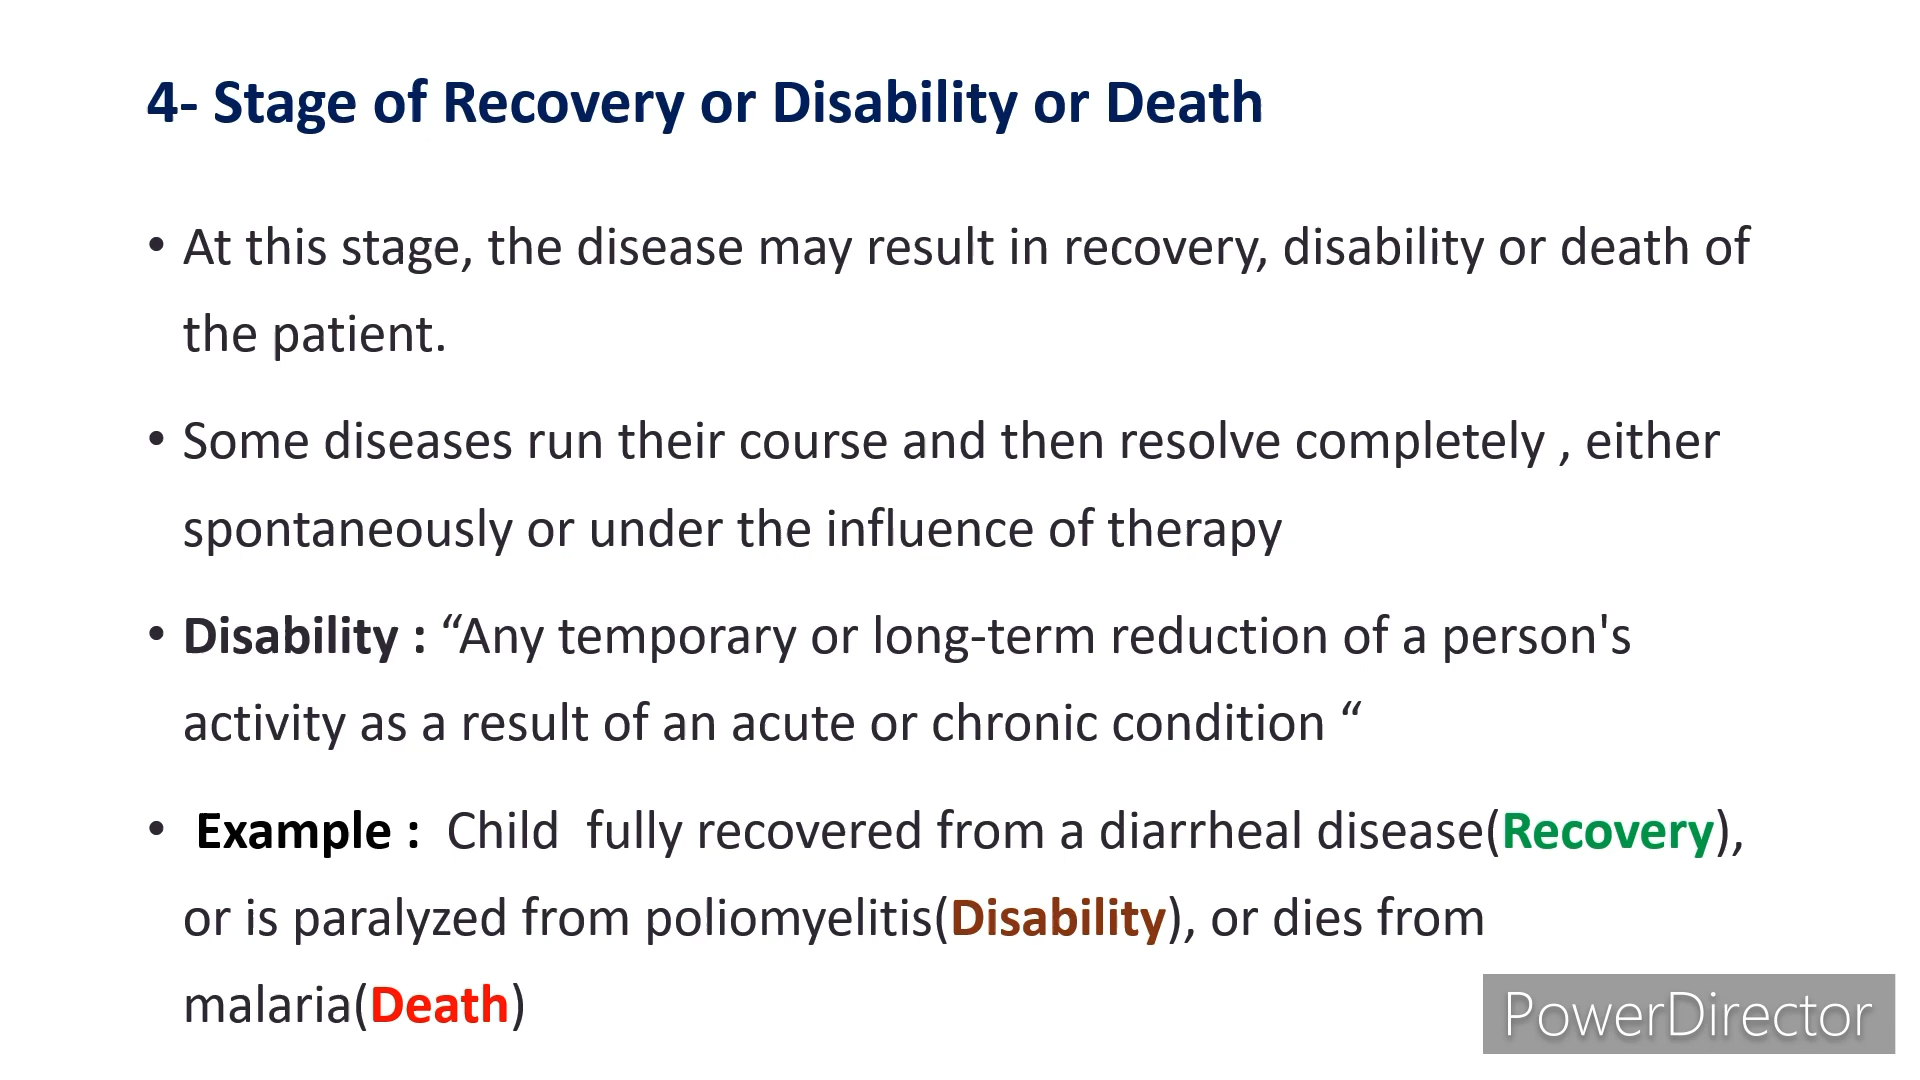 4- Stage of Recovery or Disability or Death
• At this stage, the disease may result in recovery, disability or death of
the patient.
• Some diseases run their course and then resolve completely , either
spontaneously or under the influence of therapy
• Disability : “Any temporary or long-term reduction of a person's
activity as a result of an acute or chronic condition “
• Example :  Child  fully recovered from a diarrheal disease(Recovery),
or is paralyzed from poliomyelitis(Disability), or dies from
malaria(Death)
PowerDirector